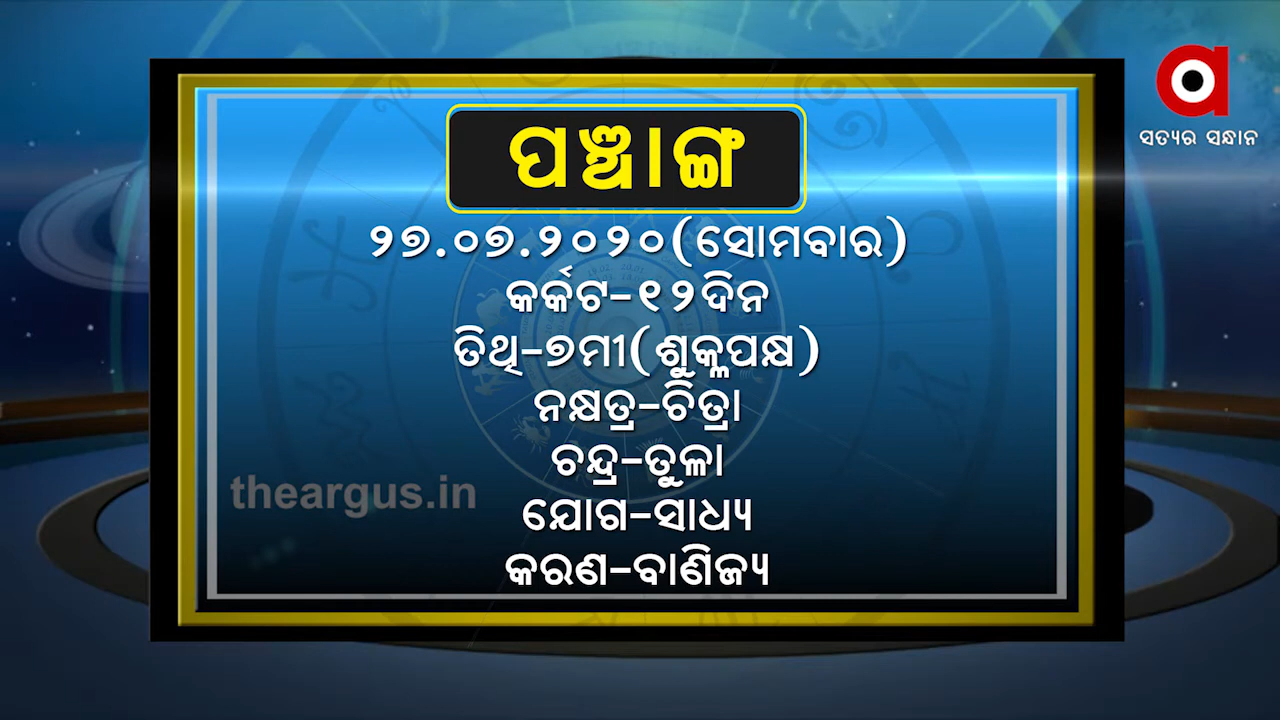 ପଞ୍ଚାଙ୍ଗ
ସତ୍ୟର ସନ୍ଧାନ
୨୭.୦୭.୨୦୨୦(ସୋମବାର)
କର୍କଟ-୧୨ଦିନ
ତିଥି-୭ମୀ(ଶୁକ୍ଳପକ୍ଷ)
ନକ୍ଷତ୍ର-ଚିତ୍ରା
ଚନ୍ଦ୍ର-ତୁଳା
theargus.in
ଯୋଗ-ସାଧ୍ୟ
କରଣ-ବାଣିଜ୍ୟ